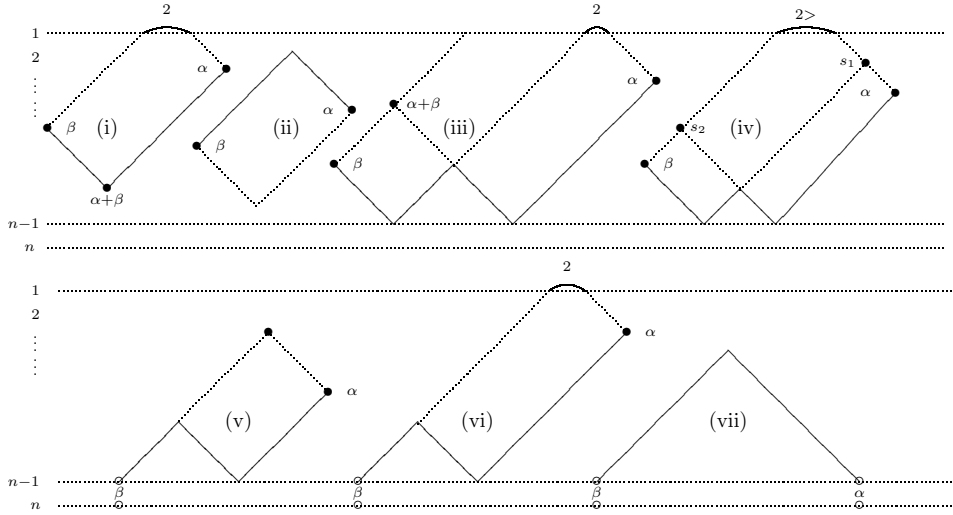 2 2 2>
1
2 α α s₁
α
α β α+β
(i) (ii) (iii) s₂ (iv)
β β β β
α+β
n−1
n
2
1
2
α
α
(v) (vi) (vii)
n−1
β β β α
n